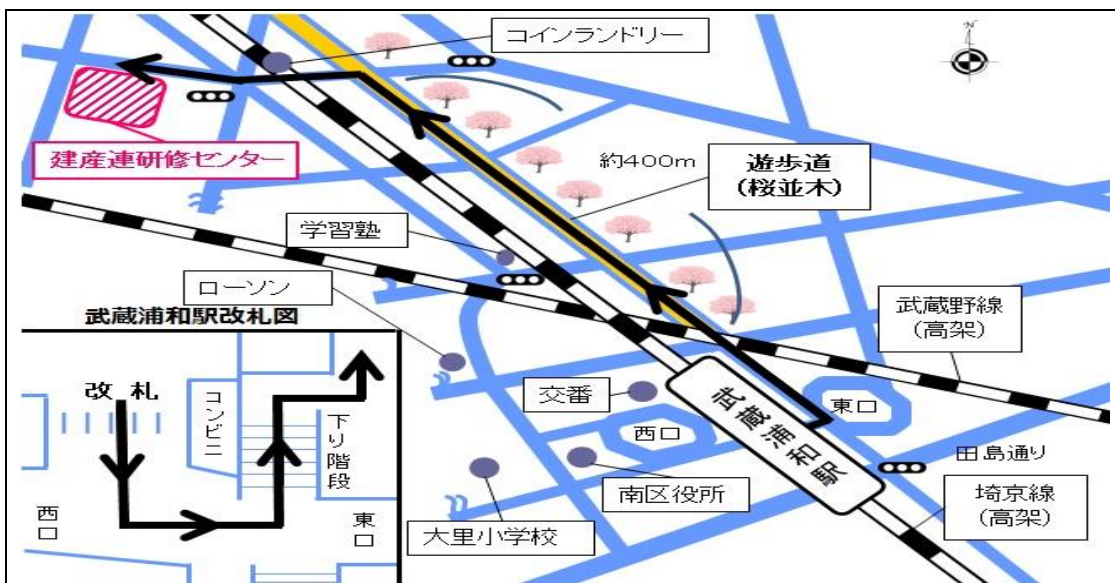 コインランドリー
N
建産連研修センター
約400m
遊歩道
(桜並木)
学習塾
ローソン
武蔵浦和駅改札図
武蔵野線
(高架)
改札
コンビニ
下り階段
西口
東口
交番
西口
武蔵浦和駅
東口
田島通り
南区役所
大里小学校
埼京線
(高架)